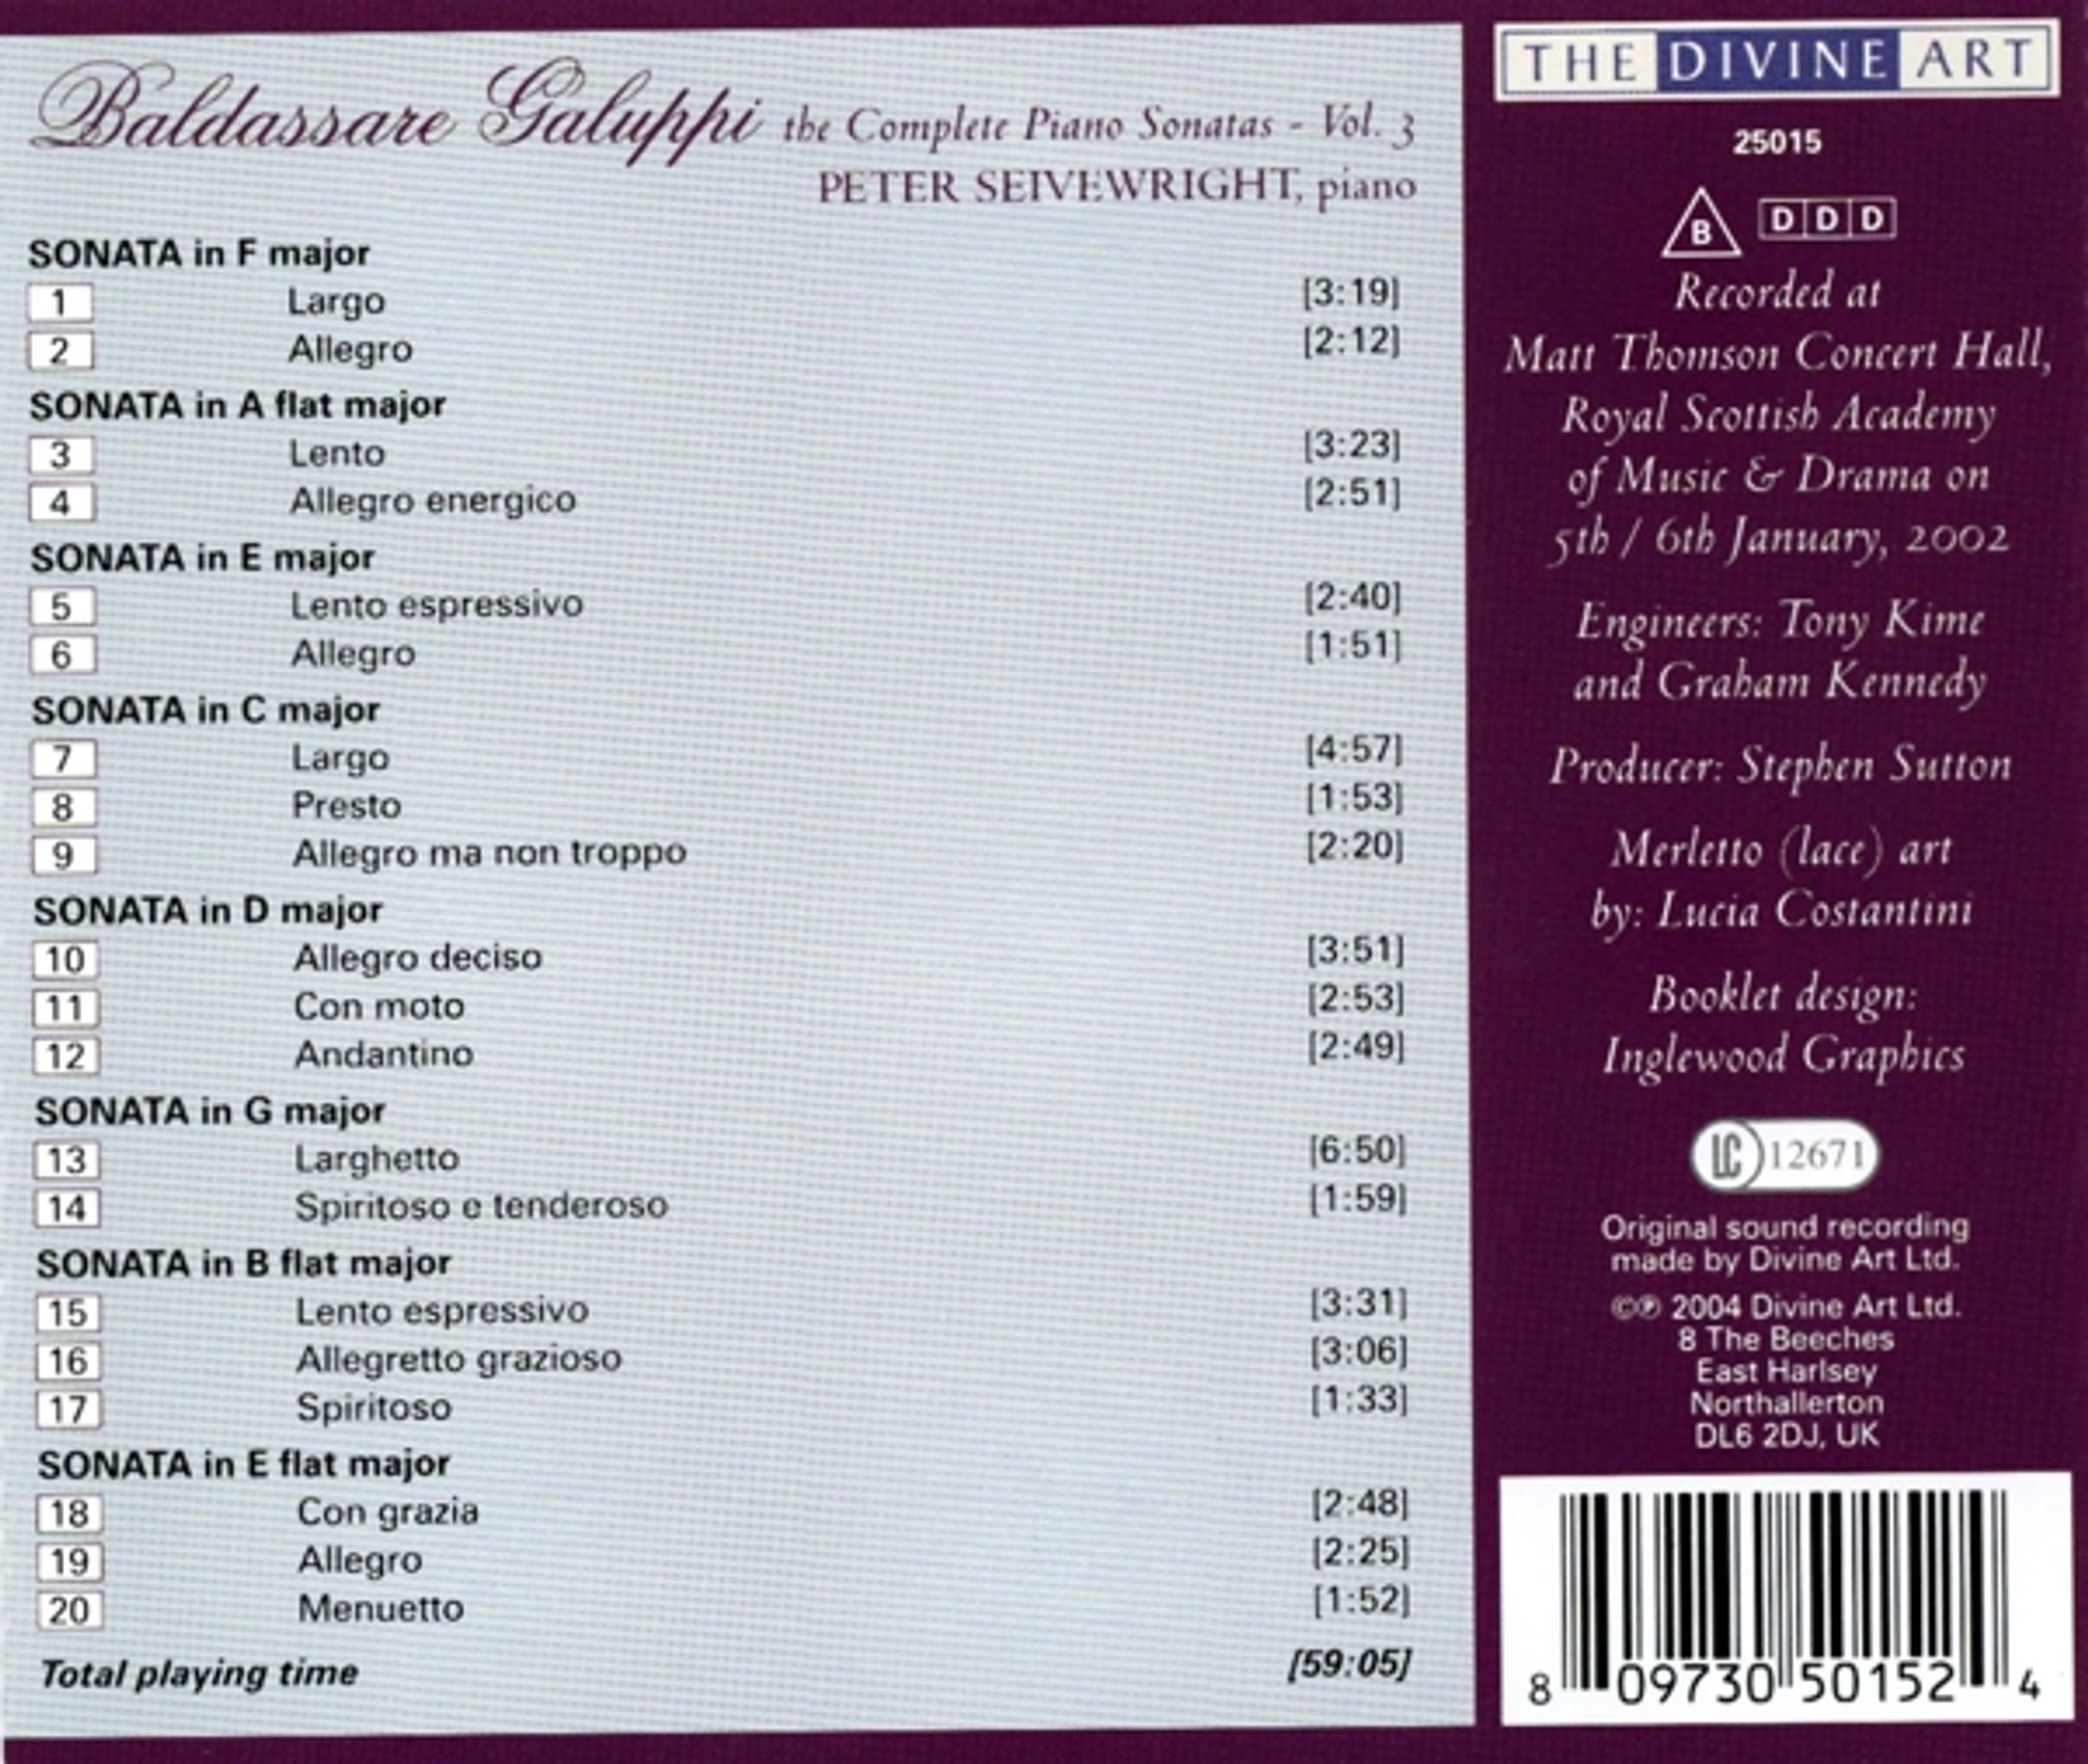 Baldassare Galuppi the Complete Piano Sonatas - Vol. 3
PETER SEIVEWRIGHT, piano
SONATA in F major
1 Largo [3:19]
2 Allegro [2:12]
SONATA in A flat major
3 Lento [3:23]
4 Allegro energico [2:51]
SONATA in E major
5 Lento espressivo [2:40]
6 Allegro [1:51]
SONATA in C major
7 Largo [4:57]
8 Presto [1:53]
9 Allegro ma non troppo [2:20]
SONATA in D major
10 Allegro deciso [3:51]
11 Con moto [2:53]
12 Andantino [2:49]
SONATA in G major
13 Larghetto [6:50]
14 Spiritoso e tenderoso [1:59]
SONATA in B flat major
15 Lento espressivo [3:31]
16 Allegretto grazioso [3:06]
17 Spiritoso [1:33]
SONATA in E flat major
18 Con grazia [2:48]
19 Allegro [2:25]
20 Menuetto [1:52]
Total playing time [59:05]
THE DIVINE ART
25015
B D D D
Recorded at
Matt Thomson Concert Hall,
Royal Scottish Academy
of Music & Drama on
5th / 6th January, 2002
Engineers: Tony Kime
and Graham Kennedy
Producer: Stephen Sutton
Merletto (lace) art
by: Lucia Costantini
Booklet design:
Inglewood Graphics
LC 12671
Original sound recording
made by Divine Art Ltd.
©℗ 2004 Divine Art Ltd.
8 The Beeches
East Harlsey
Northallerton
DL6 2DJ, UK
8 09730 50152 4